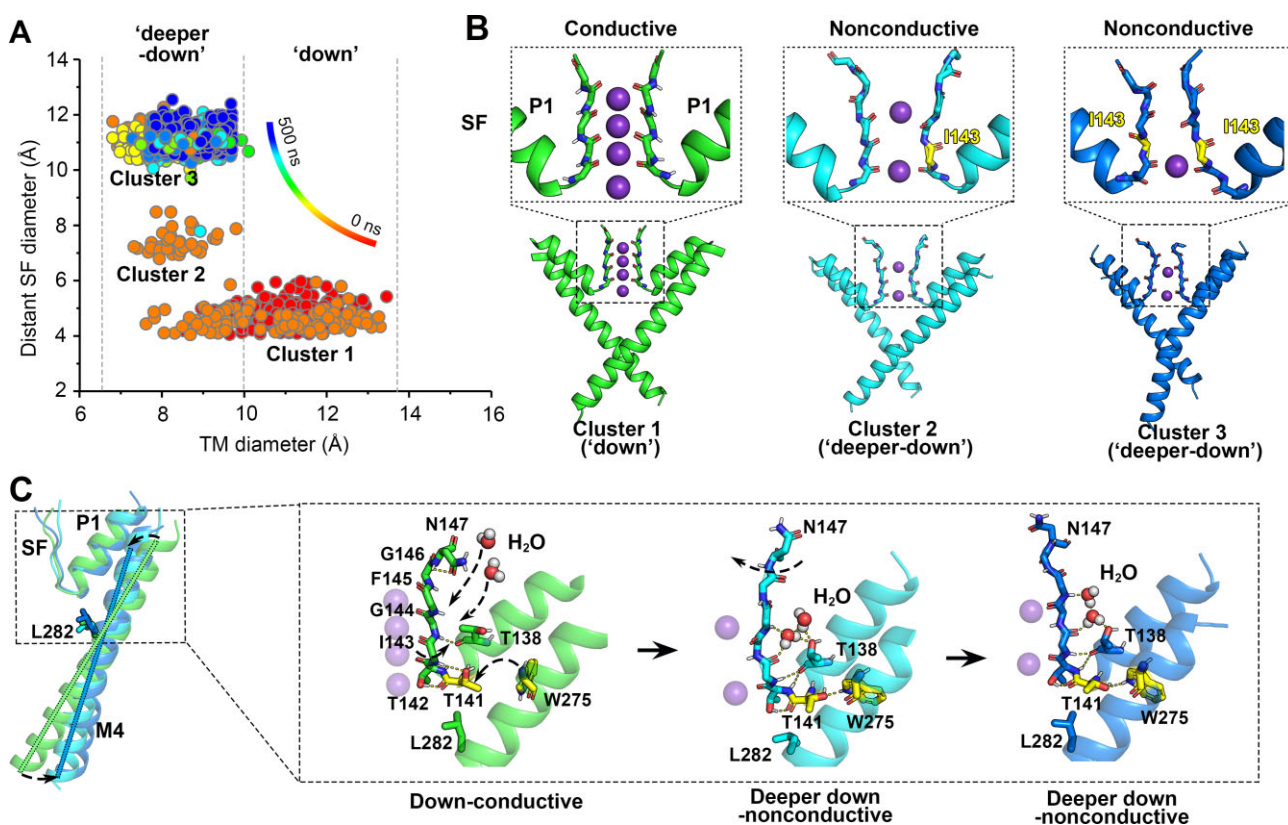 A
'deeper
-down'
'down'
Distant SF diameter (Å)
14
12
10
8
6
4
2
500 ns
0 ns
Cluster 3
Cluster 2
Cluster 1
6
8
10
12
14
16
TM diameter (Å)
B
Conductive
Nonconductive
Nonconductive
SF
P1
P1
I143
I143
I143
Cluster 1
('down')
Cluster 2
('deeper-down')
Cluster 3
('deeper-down')
C
P1
SF
L282
M4
N147
H2O
G146
F145
G144
I143
T138
T142
T141
W275
L282
Down-conductive
N147
H2O
T138
T141
W275
L282
Deeper down
-nonconductive
N147
H2O
T138
T141
W275
L282
Deeper down
-nonconductive